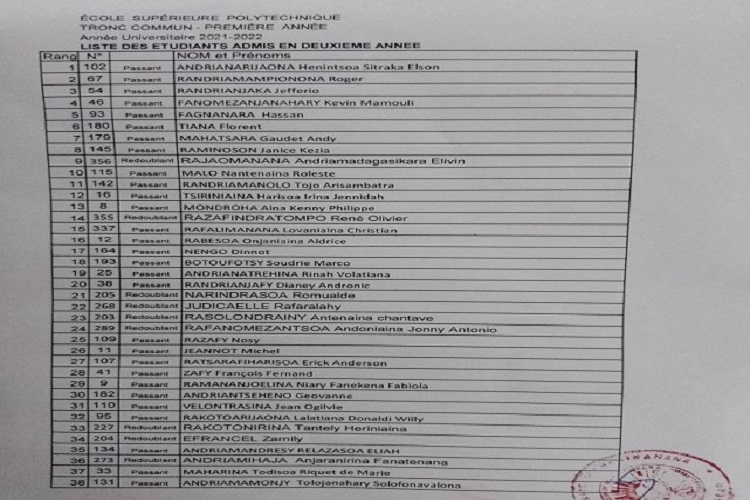 ÉCOLE SUPÉRIEURE POLYTECHNIQUE
TRONC COMMUN - PREMIÈRE ANNÉE
Année Universitaire 2021-2022
LISTE DES ETUDIANTS ADMIS EN DEUXIEME ANNEE
Rang N° NOM et Prénoms
1 102 Passant ANDRIANARIJAONA Henintsoa Sitraka Elson
2 67 Passant RANDRIAMAMPIONONA Roger
3 54 Passant RANDRIANJAKA Jefferio
4 46 Passant FANOMEZANJANAHARY Kevin Mamouli
5 93 Passant FAGNANARA Hassan
6 180 Passant TIANA Florent
7 179 Passant MAHATSARA Gaudet Andy
8 145 Passant RAMINOSON Janice Kezia
9 356 Redoublant RAJAOMANANA Andriamadagasikara Elivin
10 115 Passant MALO Nantenaina Roleste
11 142 Passant RANDRIAMANOLO Tojo Arisambatra
12 16 Passant TSIRINIAINA Harisoa Irina Jennidah
13 8 Passant MONDROHA Aina Kenny Philippe
14 355 Redoublant RAZAFINDRATOMPO René Olivier
15 337 Passant RAFALIMANANA Lovaniaina Christian
16 12 Passant RABESOA Onjaniaina Aldrice
17 164 Passant NENGO Dinnot
18 193 Passant BOTOUFOTSY Soudrie Marco
19 25 Passant ANDRIANATREHINA Rinah Volatiana
20 38 Passant RANDRIANJAFY Dianey Andronic
21 205 Redoublant NARINDRASOA Romualde
22 268 Redoublant JUDICAELLE Rafaralahy
23 203 Redoublant RASOLONDRAINY Antenaina chantave
24 289 Redoublant RAFANOMEZANTSOA Andoniaina Jonny Antonio
25 109 Passant RAZAFY Nosy
26 11 Passant JEANNOT Michel
27 107 Passant RATSARAFIHARISOA Erick Anderson
28 41 Passant ZAFY François Fernand
29 9 Passant RAMANANJOELINA Niary Fanekena Fabiola
30 182 Passant ANDRIANTSEHENO Geovanne
31 110 Passant VELONTRASINA Jean Ogilvie
32 95 Passant RAKOTOARIJAONA Lalatiana Donaldi Willy
33 227 Redoublant RAKOTONIRINA Tantely Heriniaina
34 204 Redoublant EFRANCEL Zamily
35 134 Passant ANDRIAMANDRESY RELAZASOA ELIAH
36 273 Redoublant ANDRIAMIHAJA Anjaranirina Fanatenang
37 33 Passant MAHARINA Todisoa Riquet de Marie
38 131 Passant ANDRIAMAMONJY Tolojanahary Solofonavalona